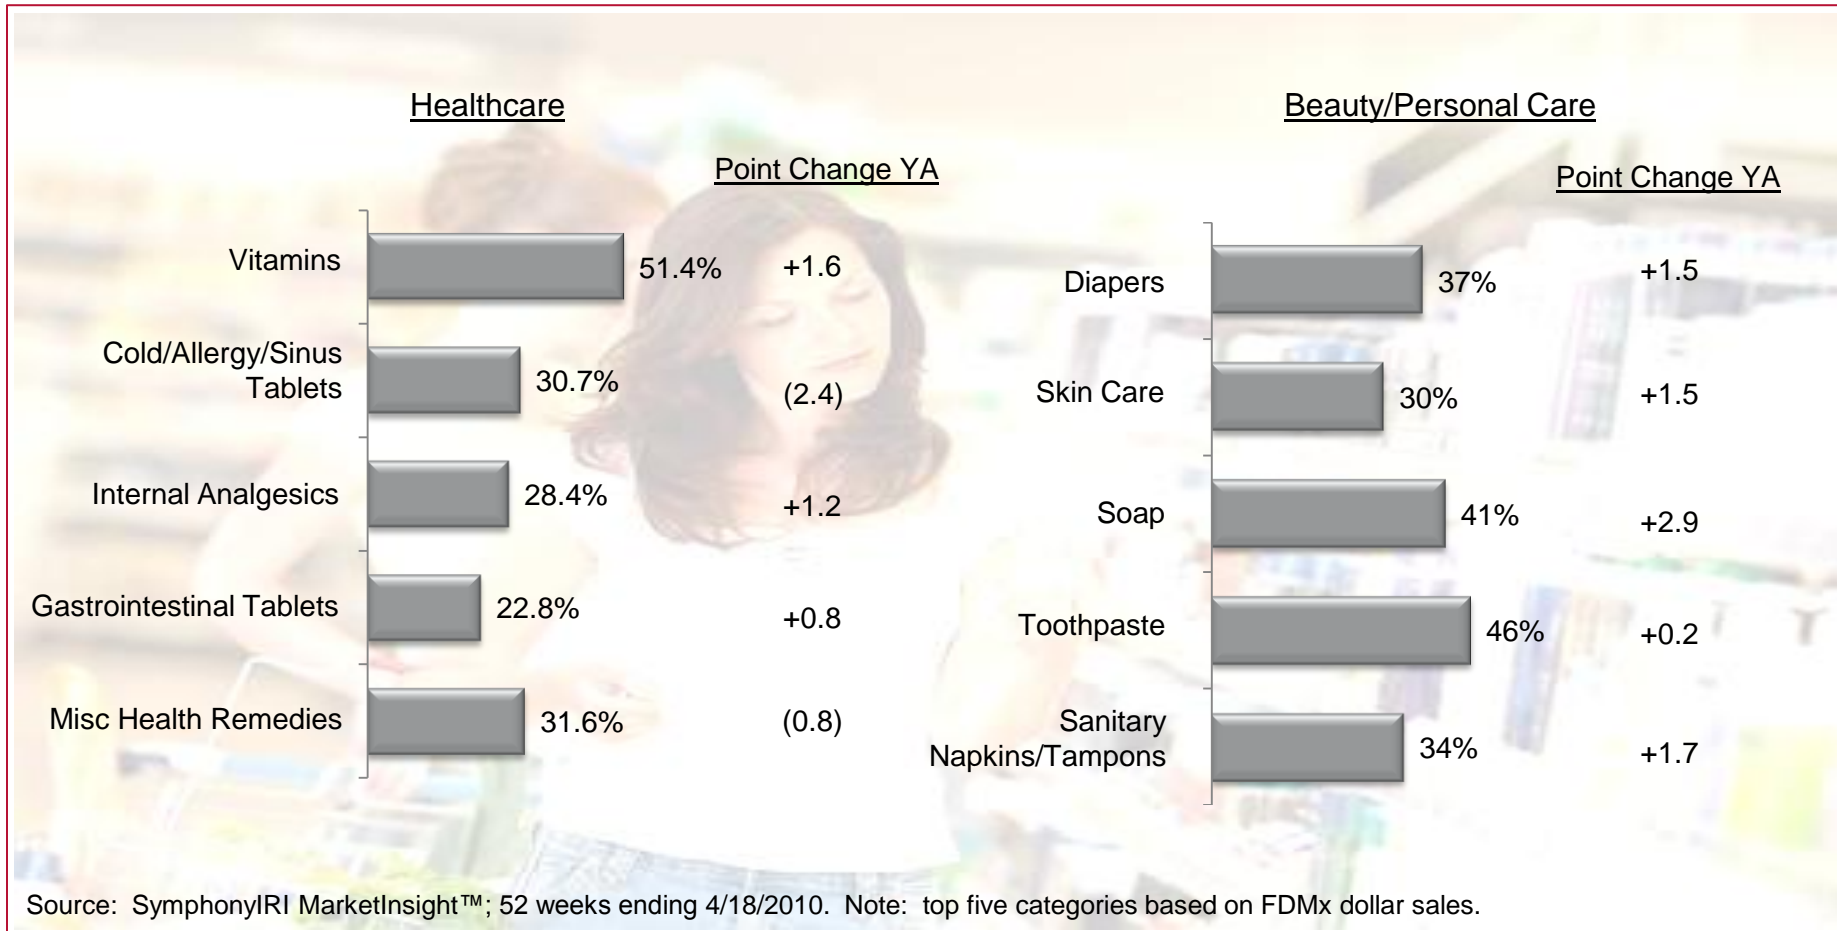 Healthcare
Point Change YA
Vitamins 51.4% +1.6
Cold/Allergy/Sinus
Tablets 30.7% (2.4)
Internal Analgesics 28.4% +1.2
Gastrointestinal Tablets 22.8% +0.8
Misc Health Remedies 31.6% (0.8)
Beauty/Personal Care
Point Change YA
Diapers 37% +1.5
Skin Care 30% +1.5
Soap 41% +2.9
Toothpaste 46% +0.2
Sanitary
Napkins/Tampons 34% +1.7
Source:  SymphonyIRI MarketInsight™; 52 weeks ending 4/18/2010.  Note:  top five categories based on FDMx dollar sales.